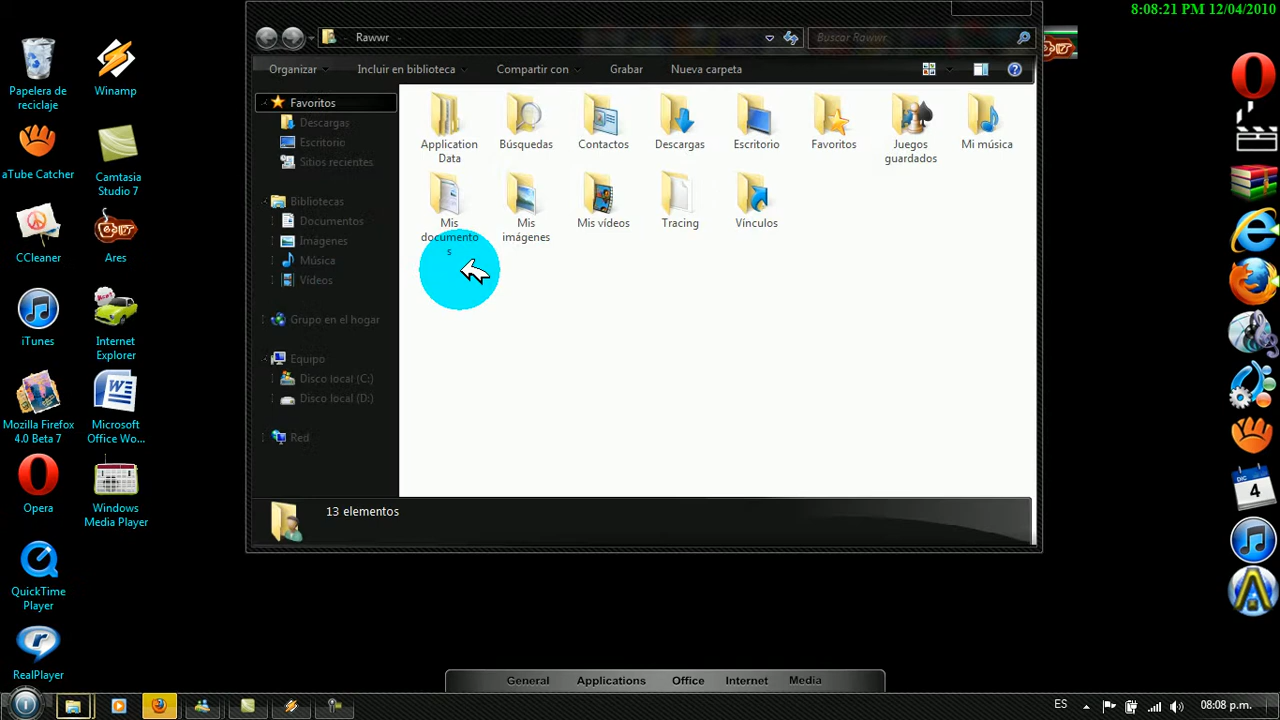 8:08:21 PM 12/04/2010
Rawwr
Buscar Rawwr
Organizar
Incluir en biblioteca
Compartir con
Grabar
Nueva carpeta
Papelera de
reciclaje
Winamp
aTube Catcher
Camtasia
Studio 7
CCleaner
Ares
iTunes
Internet
Explorer
Mozilla Firefox
4.0 Beta 7
Microsoft
Office Wo...
Opera
Windows
Media Player
QuickTime
Player
RealPlayer
Favoritos
Descargas
Escritorio
Sitios recientes
Bibliotecas
Documentos
Imágenes
Música
Vídeos
Grupo en el hogar
Equipo
Disco local (C:)
Disco local (D:)
Red
Application
Data
Búsquedas
Contactos
Descargas
Escritorio
Favoritos
Juegos
guardados
Mi música
Mis
documento
s
Mis
imágenes
Mis vídeos
Tracing
Vínculos
13 elementos
DIC
4
General
Applications
Office
Internet
Media
ES
08:08 p.m.